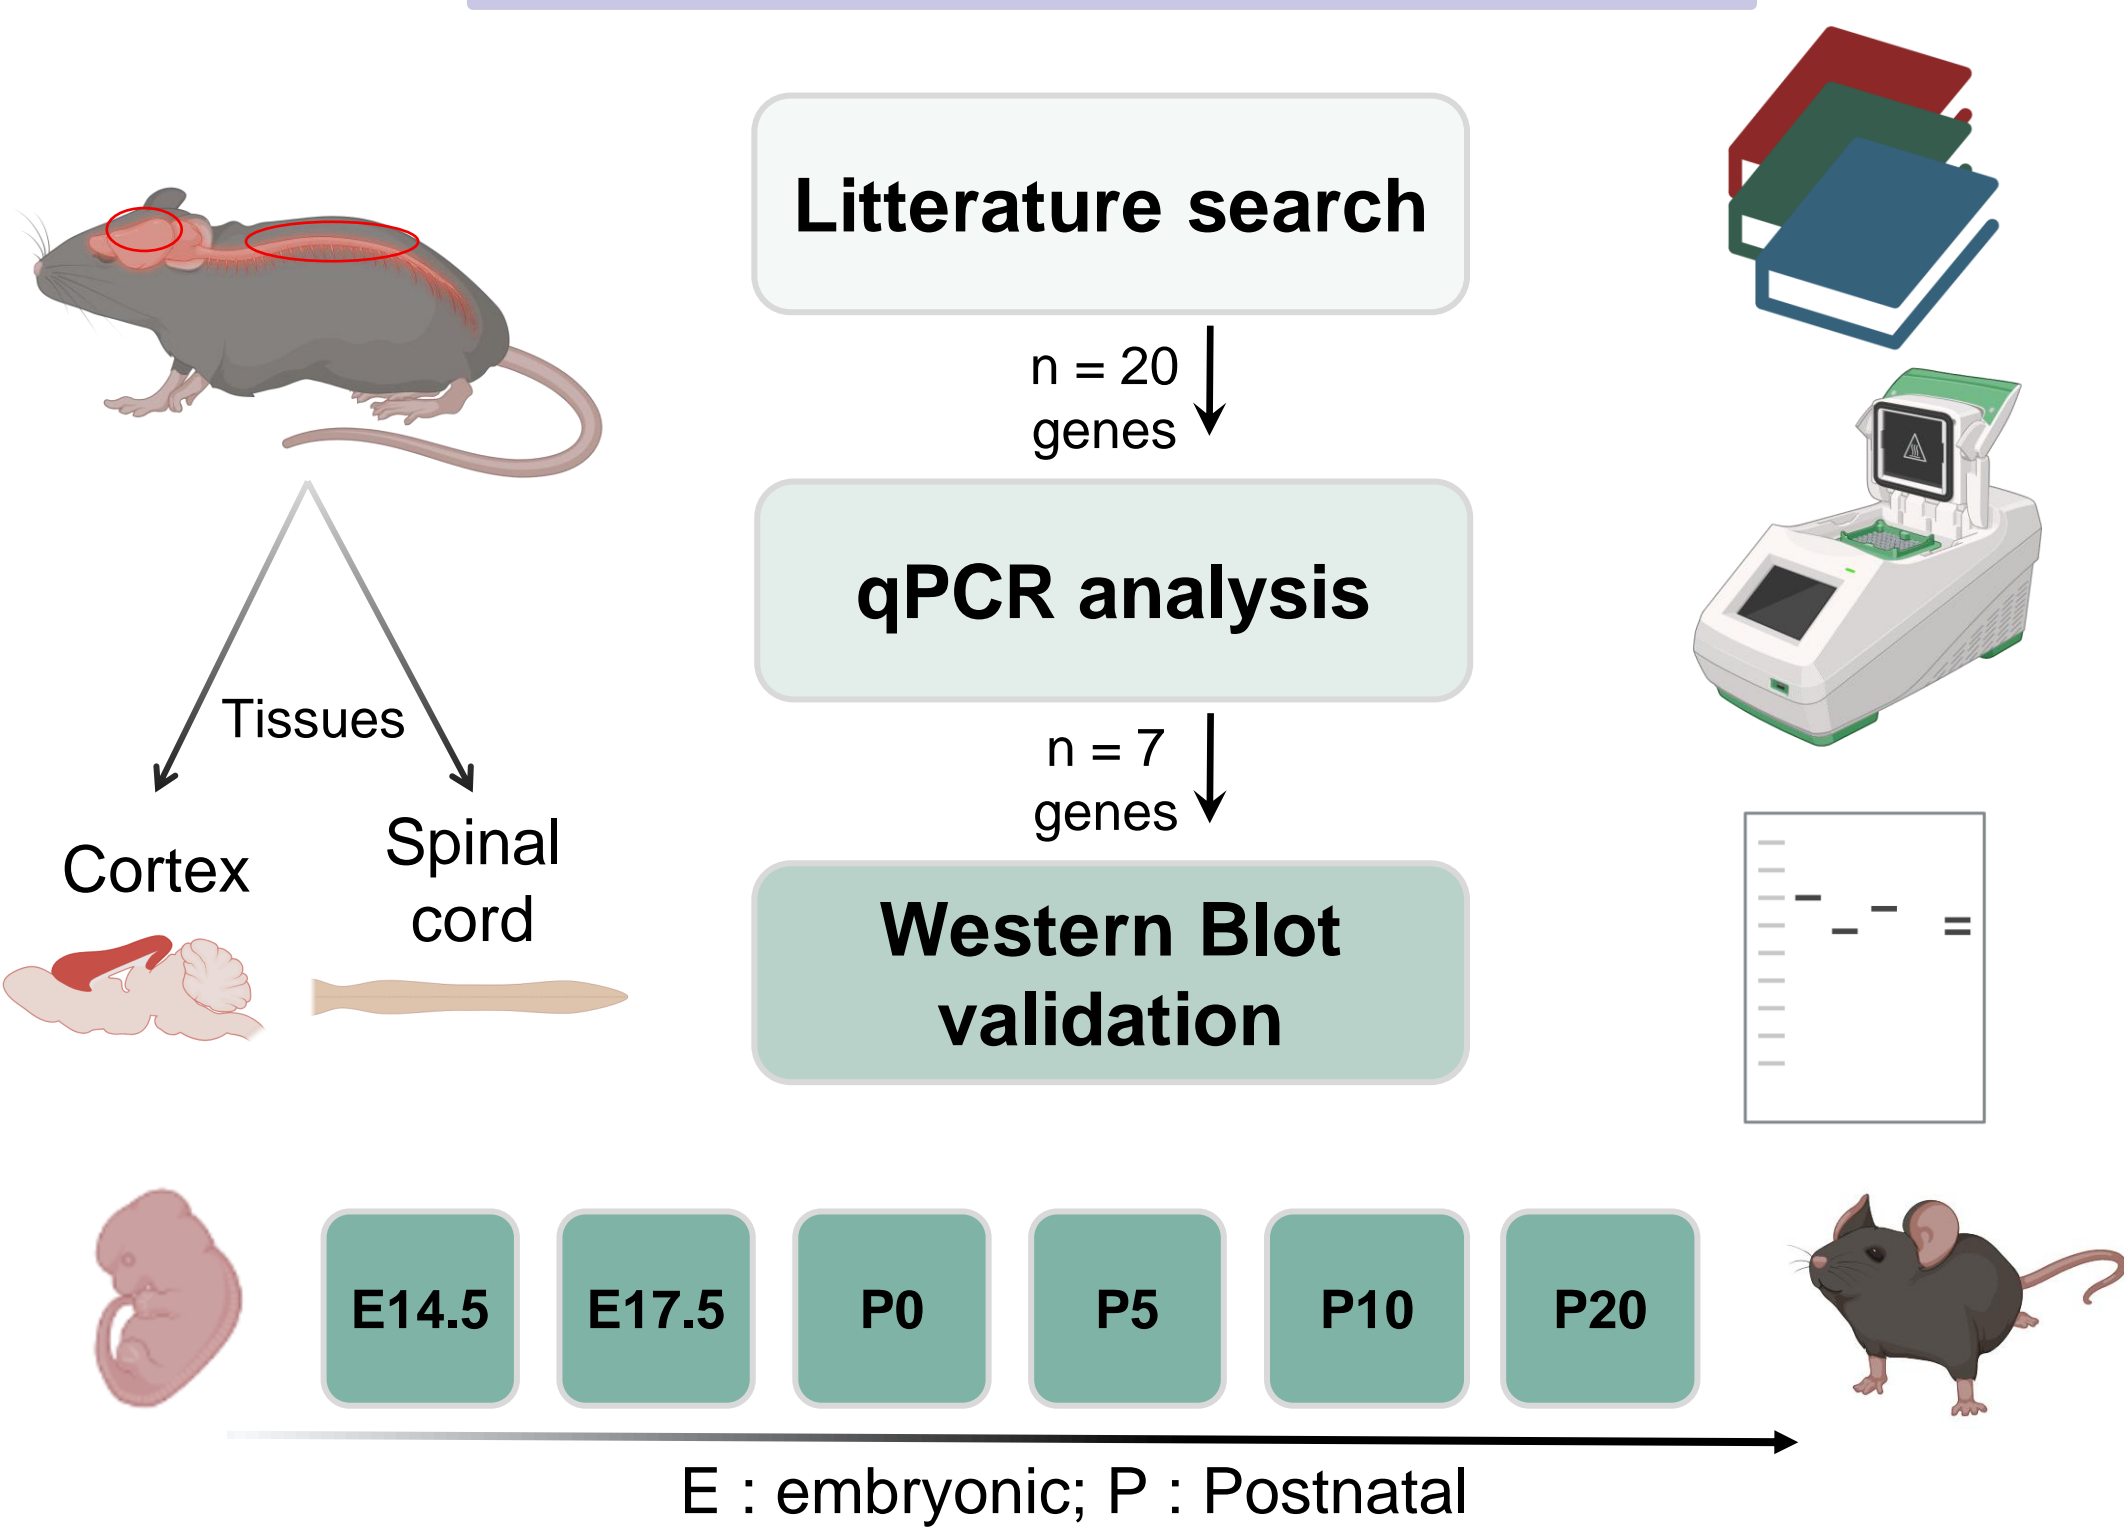 Litterature search
n = 20
genes
qPCR analysis
n = 7
genes
Western Blot
validation
Tissues
Cortex
Spinal
cord
E14.5
E17.5
P0
P5
P10
P20
E : embryonic; P : Postnatal